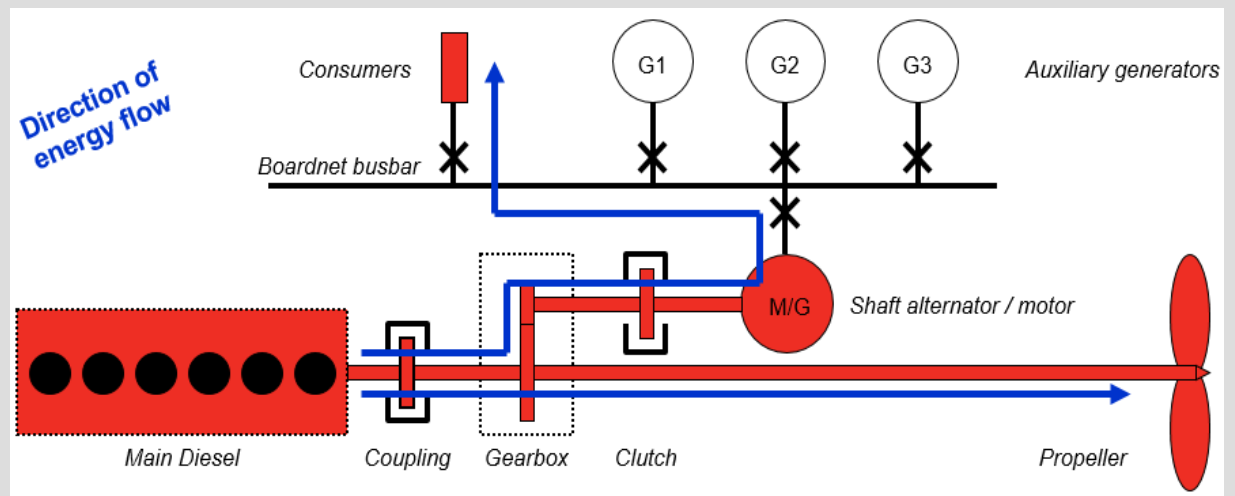 Direction of
energy flow
Consumers
G1
G2
G3
Auxiliary generators
Boardnet busbar
M/G
Shaft alternator / motor
Main Diesel
Coupling
Gearbox
Clutch
Propeller